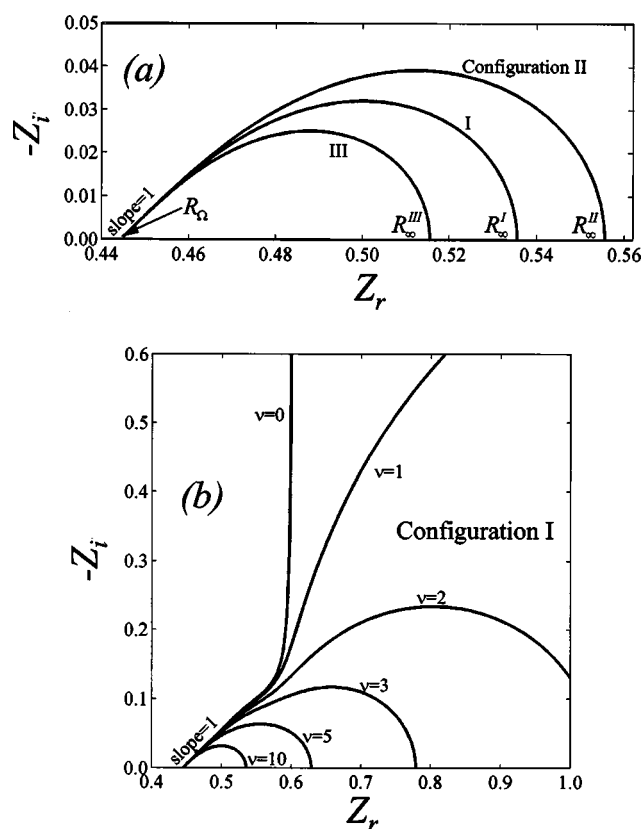 (a)
Configuration II
I
III
slope=1
R_Ω
R_∞^III
R_∞^I
R_∞^II
-Z_i
0.05
0.04
0.03
0.02
0.01
0.00
0.44 0.46 0.48 0.50 0.52 0.54 0.56
Z_r
(b)
ν=0
ν=1
Configuration I
ν=2
ν=3
ν=5
ν=10
slope=1
-Z_i
0.6
0.5
0.4
0.3
0.2
0.1
0.0
0.4 0.5 0.6 0.7 0.8 0.9 1.0
Z_r